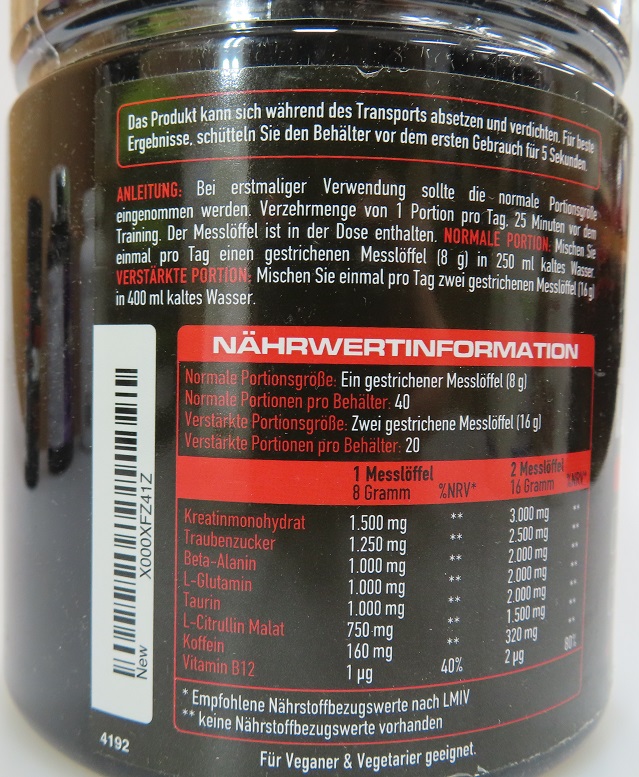 Das Produkt kann sich während des Transports absetzen und verdichten. Für beste
Ergebnisse, schütteln Sie den Behälter vor dem ersten Gebrauch für 5 Sekunden.
ANLEITUNG: Bei erstmaliger Verwendung sollte die normale Portionsgröße
eingenommen werden. Verzehrmenge von 1 Portion pro Tag, 25 Minuten vor dem
Training. Der Messlöffel ist in der Dose enthalten. NORMALE PORTION: Mischen Sie
einmal pro Tag einen gestrichenen Messlöffel (8 g) in 250 ml kaltes Wasser.
VERSTÄRKTE PORTION: Mischen Sie einmal pro Tag zwei gestrichenen Messlöffel (16 g)
in 400 ml kaltes Wasser.
NÄHRWERTINFORMATION
Normale Portionsgröße: Ein gestrichener Messlöffel (8 g)
Normale Portionen pro Behälter: 40
Verstärkte Portionsgröße: Zwei gestrichene Messlöffel (16 g)
Verstärkte Portionen pro Behälter: 20
1 Messlöffel 2 Messlöffel
8 Gramm %NRV* 16 Gramm %NRV*
Kreatinmonohydrat 1.500 mg ** 3.000 mg **
Traubenzucker 1.250 mg ** 2.500 mg **
Beta-Alanin 1.000 mg ** 2.000 mg **
L-Glutamin 1.000 mg ** 2.000 mg **
Taurin 1.000 mg ** 2.000 mg **
L-Citrullin Malat 750 mg ** 1.500 mg **
Koffein 160 mg ** 320 mg **
Vitamin B12 1 µg 40% 2 µg 80%
* Empfohlene Nährstoffbezugswerte nach LMIV
** keine Nährstoffbezugswerte vorhanden
Für Veganer & Vegetarier geeignet.
X000XFZ41Z
New
4192